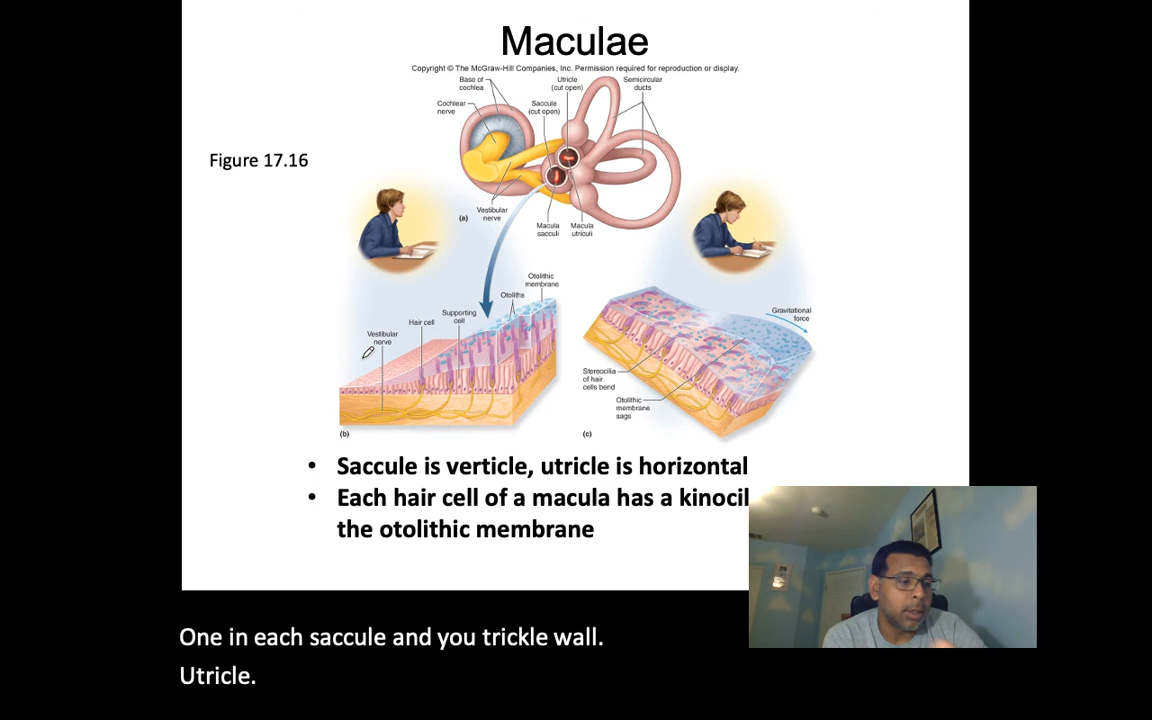 Maculae
Copyright © The McGraw-Hill Companies, Inc. Permission required for reproduction or display.
Base of
cochlea
Utricle
(cut open)
Semicircular
ducts
Cochlear
nerve
Saccule
(cut open)
Figure 17.16
Vestibular
nerve
(a)
Macula
sacculi
Macula
utriculi
Otolithic
membrane
Otoliths
Supporting
cell
Hair cell
Vestibular
nerve
Gravitational
force
Stereocilia
of hair
cells bend
Otolithic
membrane
sags
(b)
(c)
• Saccule is verticle, utricle is horizontal
• Each hair cell of a macula has a kinocil
the otolithic membrane
One in each saccule and you trickle wall.
Utricle.